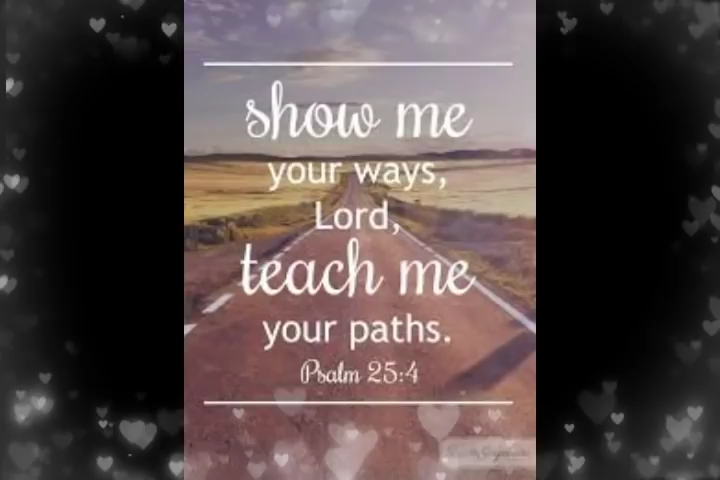 show me
your ways,
Lord,
teach me
your paths.
Psalm 25:4